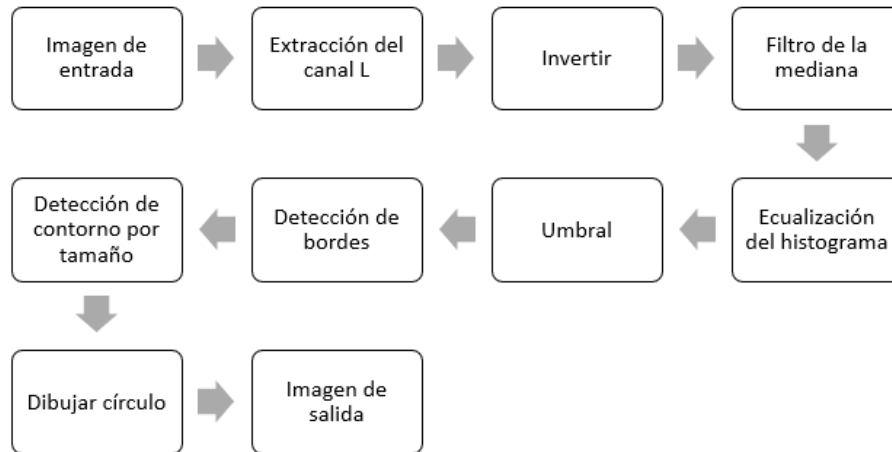 Imagen de
entrada
Extracción del
canal L
Invertir
Filtro de la
mediana
Ecualización
del histograma
Umbral
Detección de
bordes
Detección de
contorno por
tamaño
Dibujar círculo
Imagen de
salida